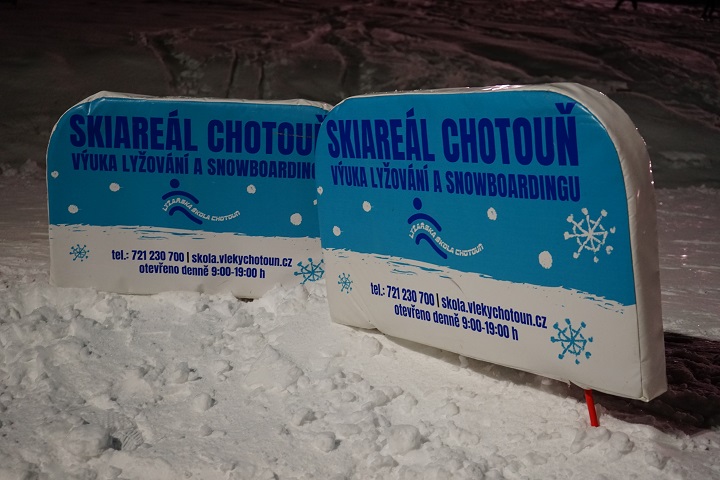 SKIAREÁL CHOTOUŇ
VÝUKA LYŽOVÁNÍ A SNOWBOARDING
LYŽAŘSKÁ ŠKOLA CHOTOUŇ
tel.: 721 230 700 | skola.vlekychotoun.cz
otevřeno denně 9:00-19:00 h
SKIAREÁL CHOTOUŇ
VÝUKA LYŽOVÁNÍ A SNOWBOARDINGU
LYŽAŘSKÁ ŠKOLA CHOTOUŇ
tel.: 721 230 700 | skola.vlekychotoun.cz
otevřeno denně 9:00-19:00 h